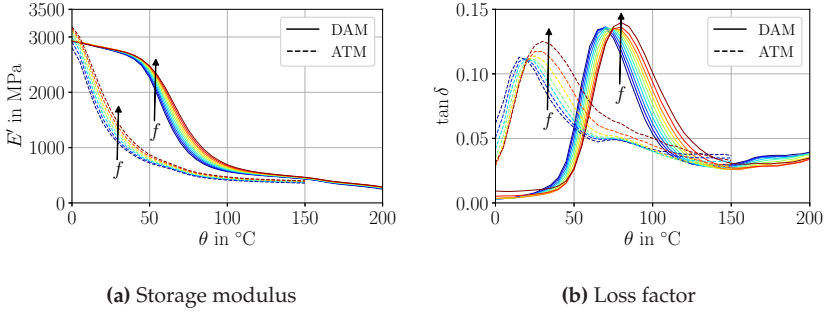 3500
3000
2000
1000
0
E′ in MPa
f
f
DAM
ATM
0
50
100
150
200
θ in °C
(a) Storage modulus
0.15
0.10
0.05
0.00
tan δ
f
f
DAM
ATM
0
50
100
150
200
θ in °C
(b) Loss factor